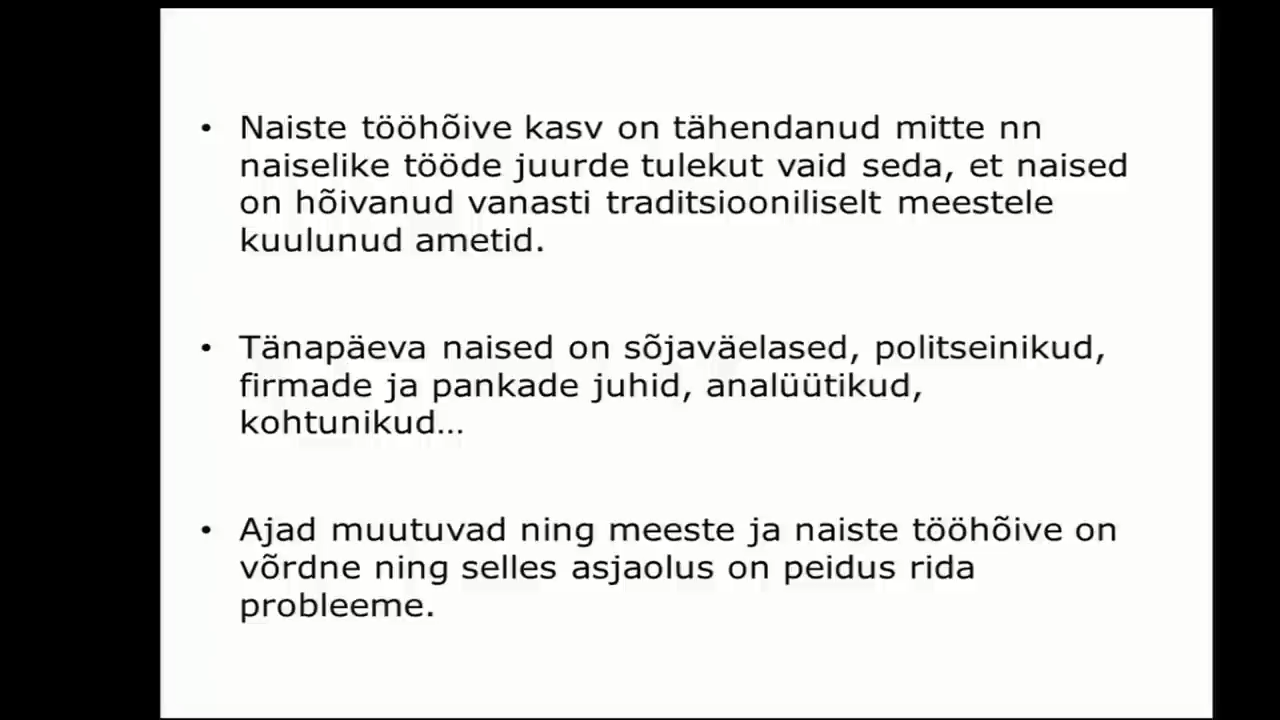 • Naiste tööhõive kasv on tähendanud mitte nn
naiselike tööde juurde tulekut vaid seda, et naised
on hõivanud vanasti traditsiooniliselt meestele
kuulunud ametid.
• Tänapäeva naised on sõjaväelased, politseinikud,
firmade ja pankade juhid, analüütikud,
kohtunikud…
• Ajad muutuvad ning meeste ja naiste tööhõive on
võrdne ning selles asjaolus on peidus rida
probleeme.